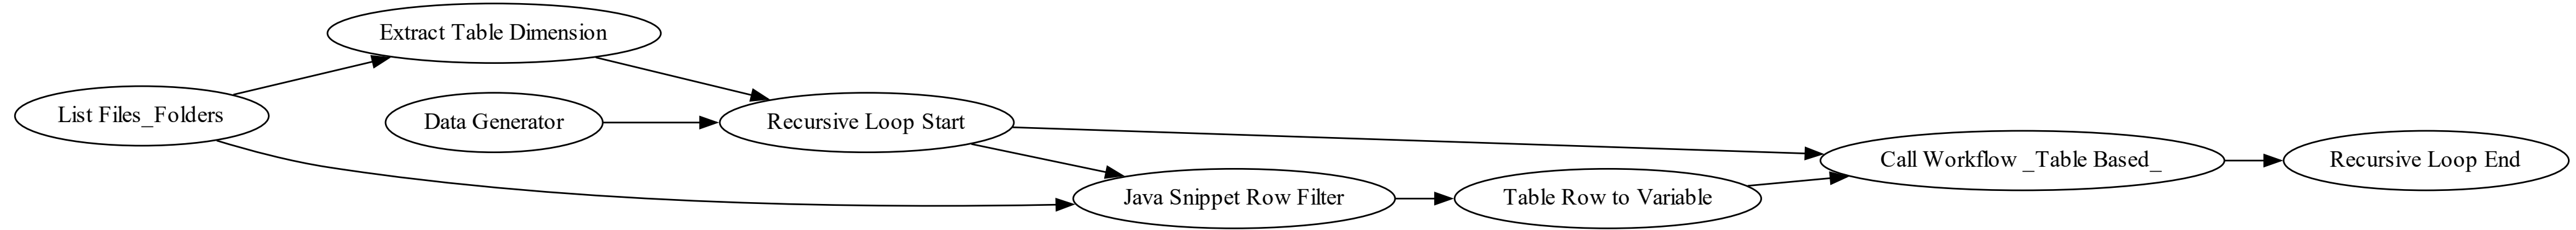 Extract Table Dimension
List Files_Folders
Data Generator
Recursive Loop Start
Java Snippet Row Filter
Table Row to Variable
Call Workflow _Table Based_
Recursive Loop End